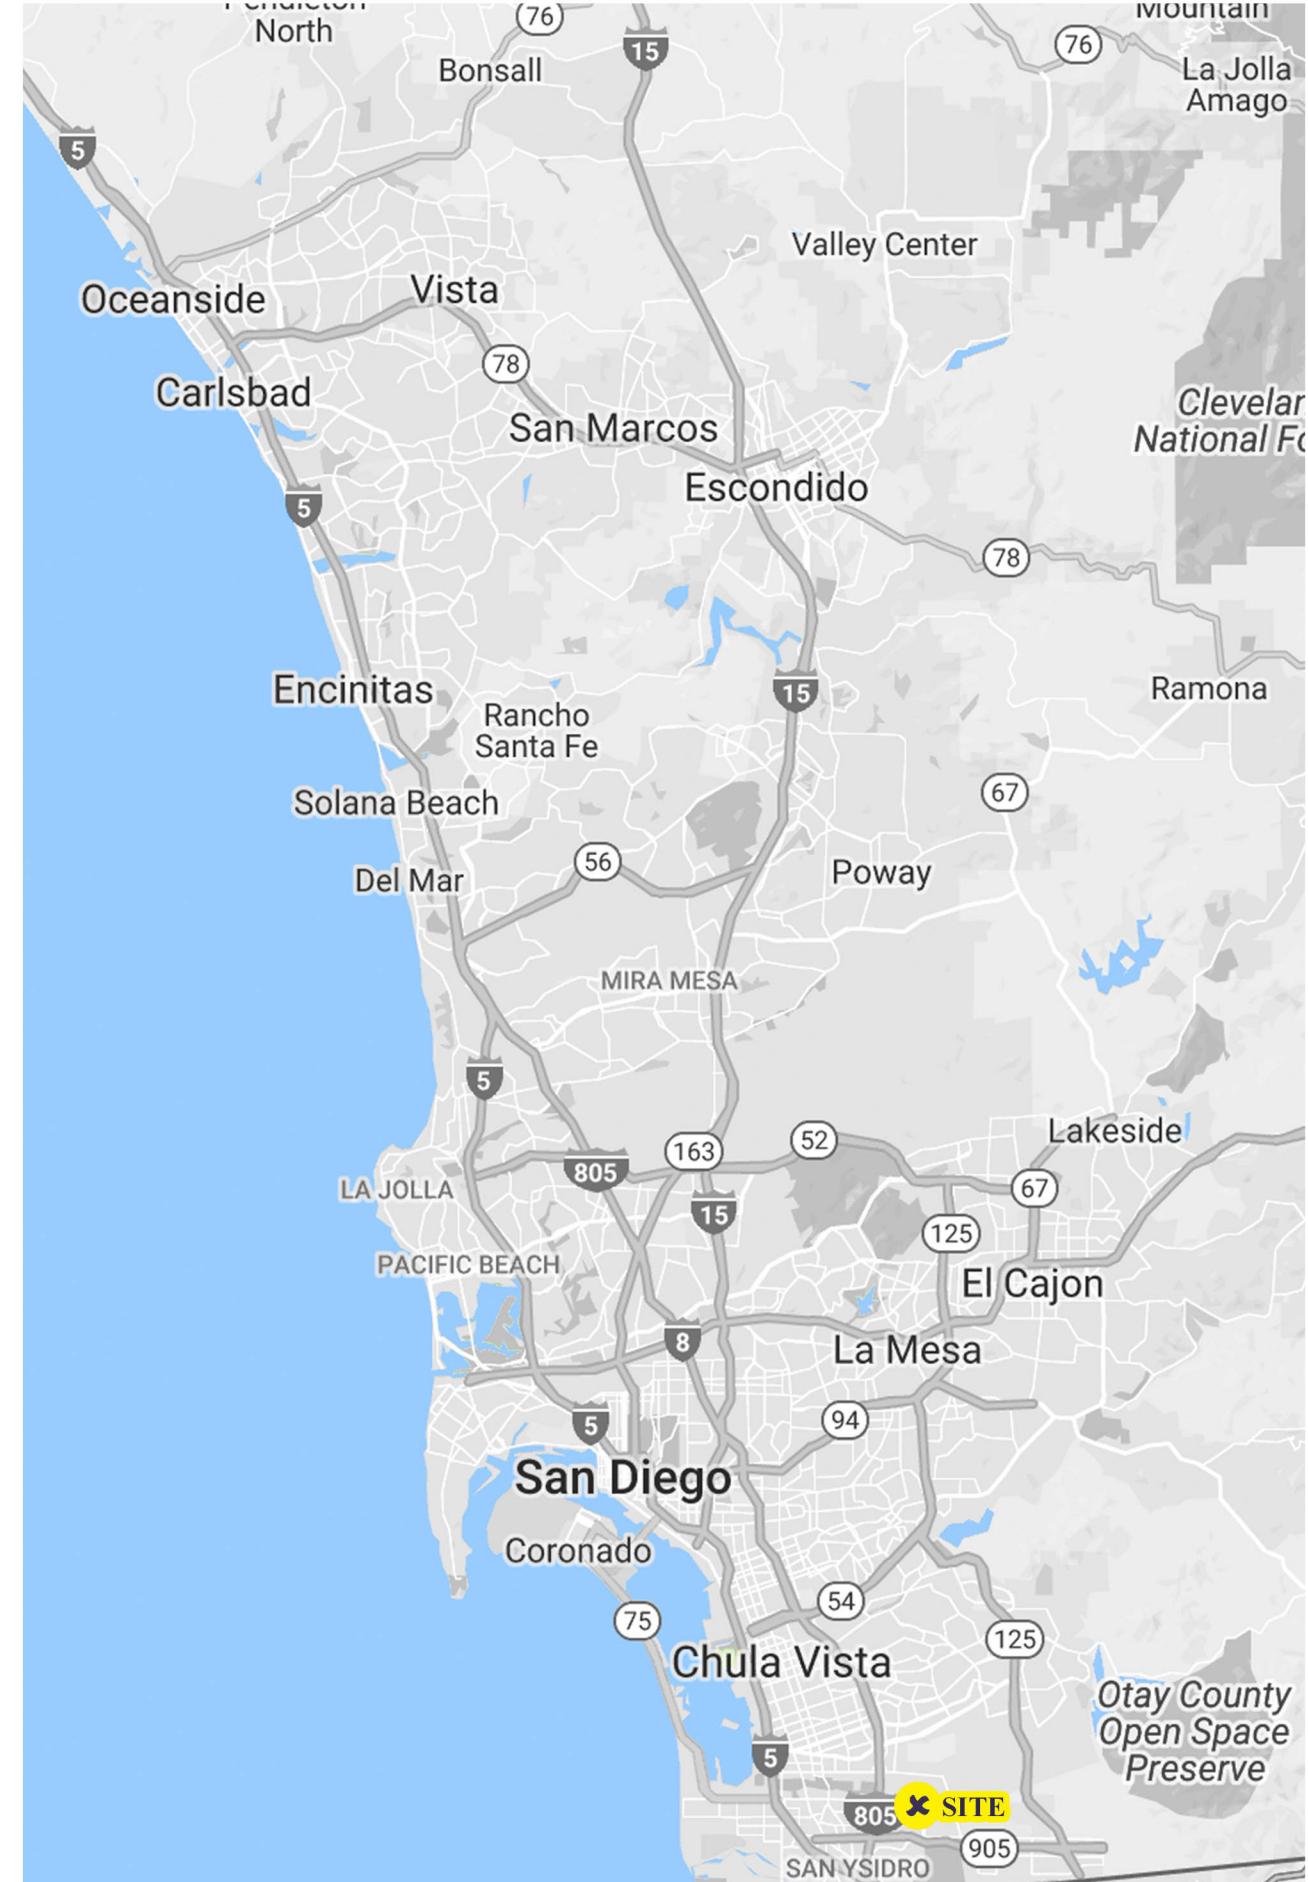 Pendleton
North
76
15
Mountain
76
La Jolla
Amago
Bonsall
5
Valley Center
Oceanside
Vista
78
Carlsbad
San Marcos
Escondido
National
5
78
Encinitas
15
Ramona
Rancho
Santa Fe
67
Solana Beach
56
Poway
Del Mar
MIRA MESA
5
Lakeside
52
163
805
67
LA JOLLA
15
125
PACIFIC BEACH
El Cajon
8
La Mesa
5
94
San Diego
Coronado
54
75
125
Chula Vista
Otay County
Open Space
Preserve
5
805
SITE
905
SAN YSIDRO